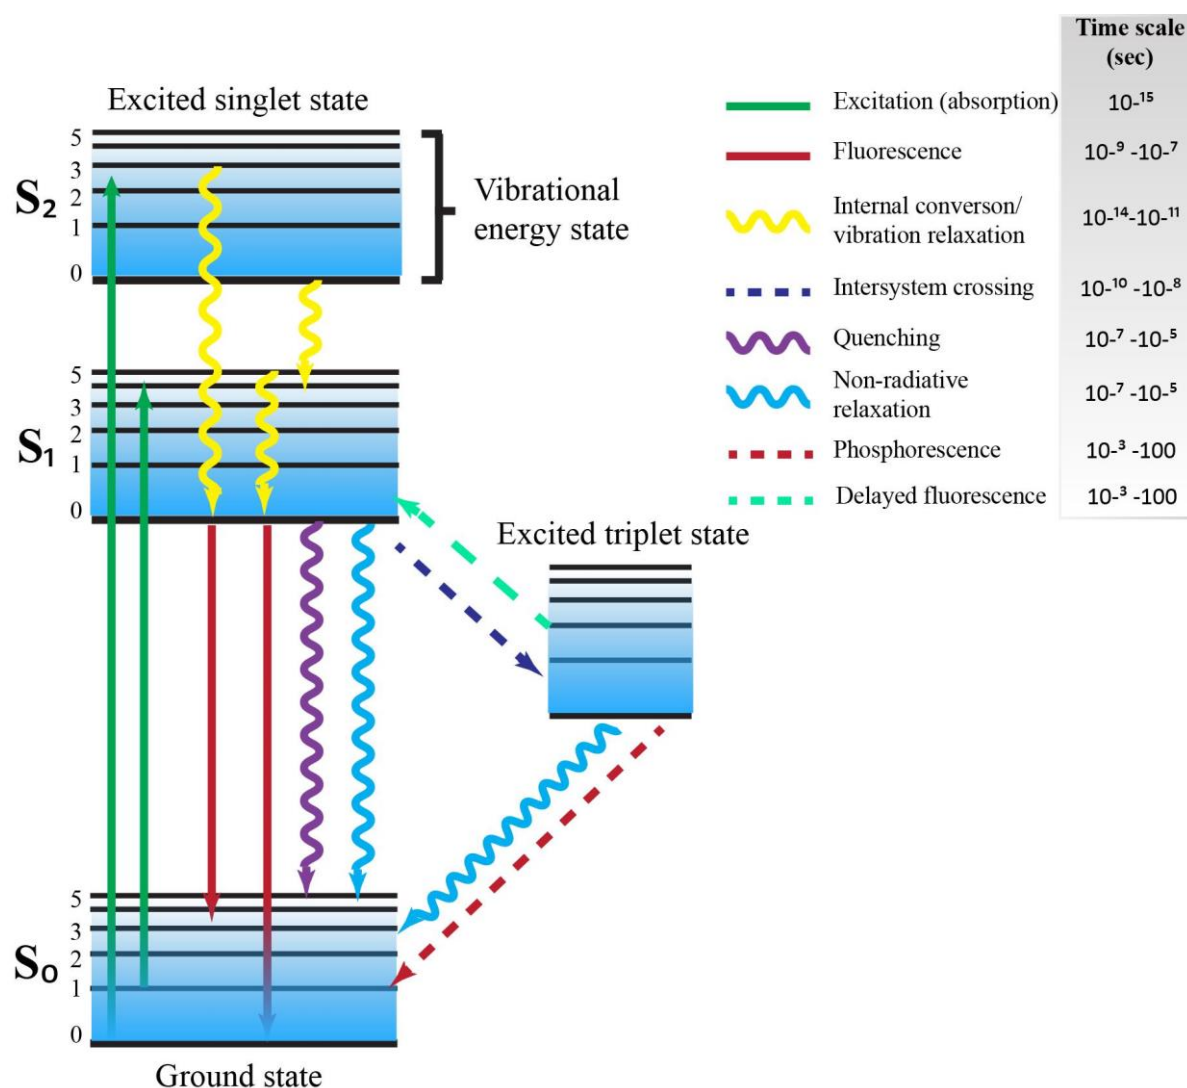 Time scale
(sec)
Excitation (absorption) 10-¹⁵
Fluorescence 10-⁹ -10-⁷
Internal converson/
vibration relaxation 10-¹⁴-10-¹¹
Intersystem crossing 10-¹⁰ -10-⁸
Quenching 10-⁷ -10-⁵
Non-radiative
relaxation 10-⁷ -10-⁵
Phosphorescence 10-³ -100
Delayed fluorescence 10-³ -100
Excited singlet state
5
3
2
1
0
S₂
Vibrational
energy state
5
3
2
1
0
S₁
Excited triplet state
5
3
2
1
0
S₀
Ground state